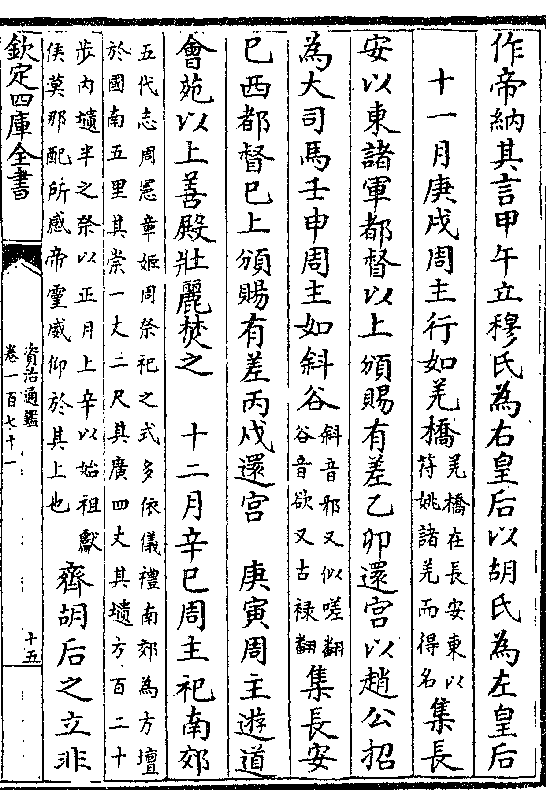 作帝納其言甲午立穆氏為右皇后以胡氏為左皇后
十一月庚戌周主行如羌橋羌橋在長安東以符姚諸羌而得名集長
安以東諸軍都督以上頒賜有差乙卯還宫以趙公招
為大司馬壬申周主如斜谷斜音邪又似嗟翻谷音欲又古禄翻集長安
已西都督已上頒賜有差丙戍還宫 庚寅周主遊道
會苑以上善殿壯麗焚之 十二月辛巳周主祀南郊
五代志周憲章姬周祭祀之式多依儀禮南郊為方壇
於國南五里其崇一丈二尺其廣四丈其壝方百二十
步内壝半之祭以正月上辛以始祖獻
侯莫那配所感帝靈威仰於其上也 齊胡后之立非
欽定四庫全書
資治通鑑
卷一百七十一
十五